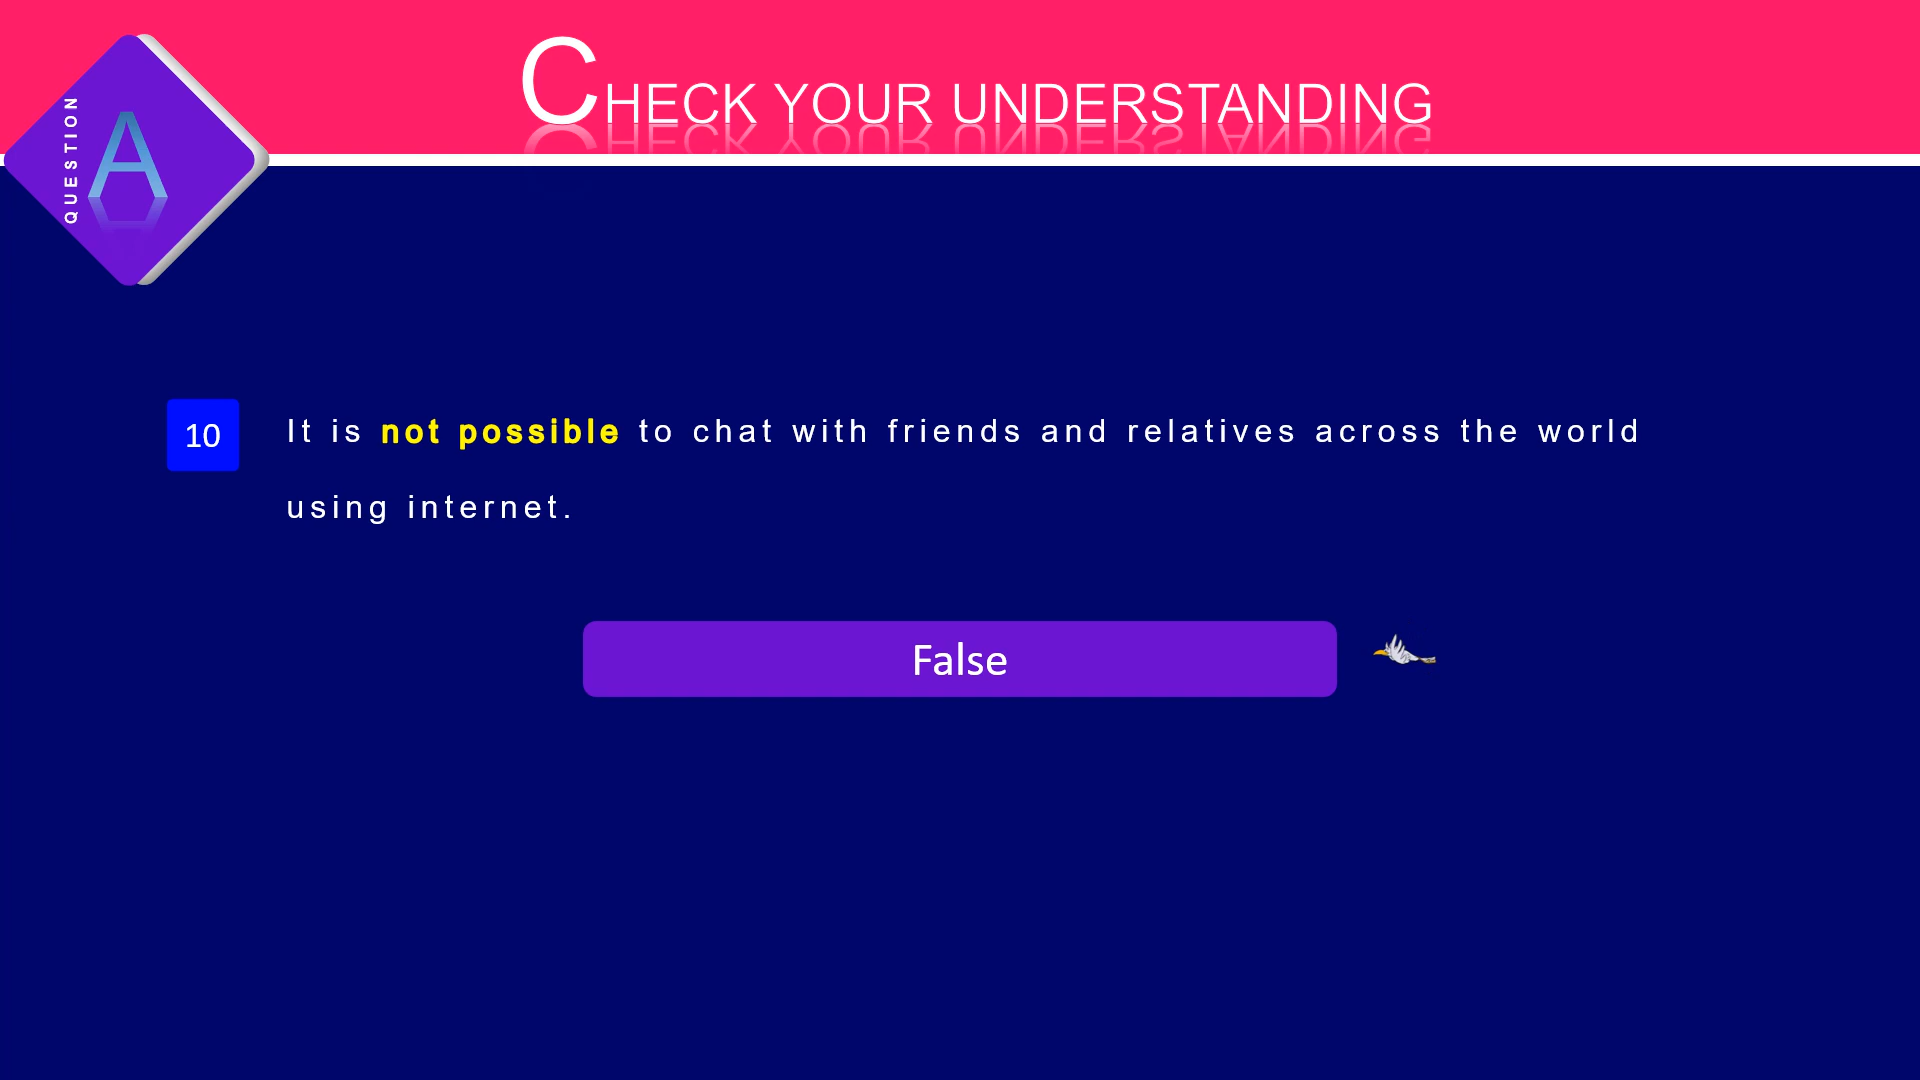 CHECK YOUR UNDERSTANDING
QUESTION
A
10
It is not possible to chat with friends and relatives across the world
using internet.
False